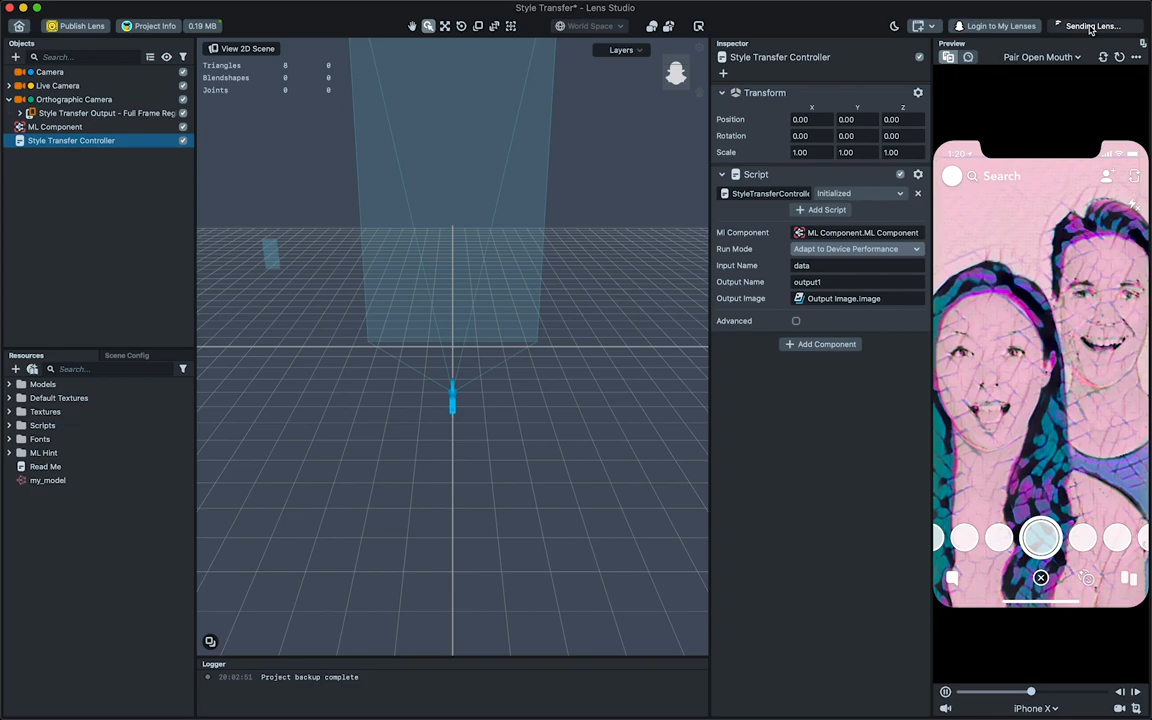 Style Transfer* - Lens Studio
Publish Lens
Project Info
0.19 MB
World Space
Login to My Lenses
Sending Lens...
Objects
Search...
Camera
Live Camera
Orthographic Camera
Style Transfer Output - Full Frame Reg
ML Component
Style Transfer Controller
Resources
Scene Config
Search...
Models
Default Textures
Textures
Scripts
Fonts
ML Hint
Read Me
my_model
View 2D Scene
Layers
Triangles 8 0
Blendshapes 0 0
Joints 0 0
Logger
20:02:51 Project backup complete
Inspector
Style Transfer Controller
Transform
X Y Z
Position 0.00 0.00 0.00
Rotation 0.00 0.00 0.00
Scale 1.00 1.00 1.00
Script
StyleTransferControlle Initialized
+ Add Script
Ml Component ML Component.ML Component
Run Mode Adapt to Device Performance
Input Name data
Output Name output1
Output Image Output Image.Image
Advanced
+ Add Component
Preview
Pair Open Mouth
1:20
Search
iPhone X